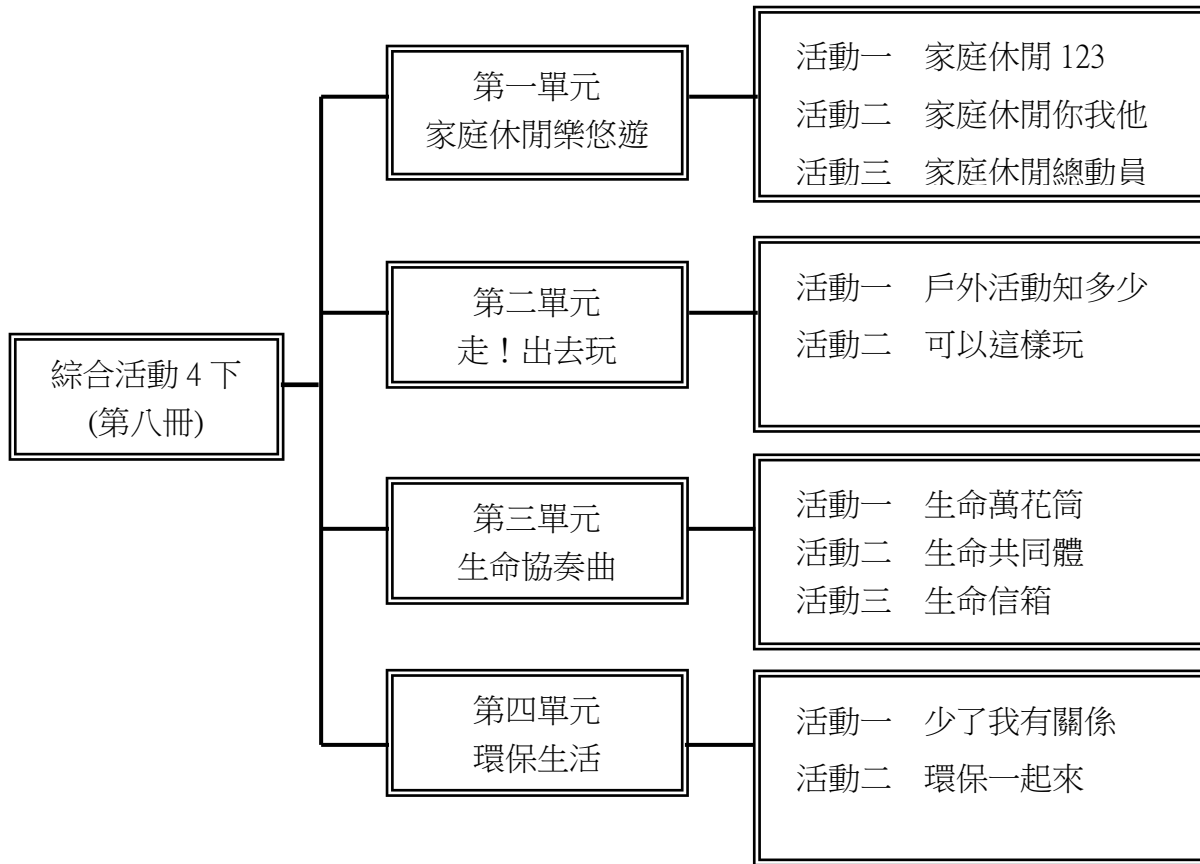 綜合活動 4 下
(第八冊)
第一單元
家庭休閒樂悠遊
活動一　家庭休閒 123
活動二　家庭休閒你我他
活動三　家庭休閒總動員
第二單元
走！出去玩
活動一　戶外活動知多少
活動二　可以這樣玩
第三單元
生命協奏曲
活動一　生命萬花筒
活動二　生命共同體
活動三　生命信箱
第四單元
環保生活
活動一　少了我有關係
活動二　環保一起來